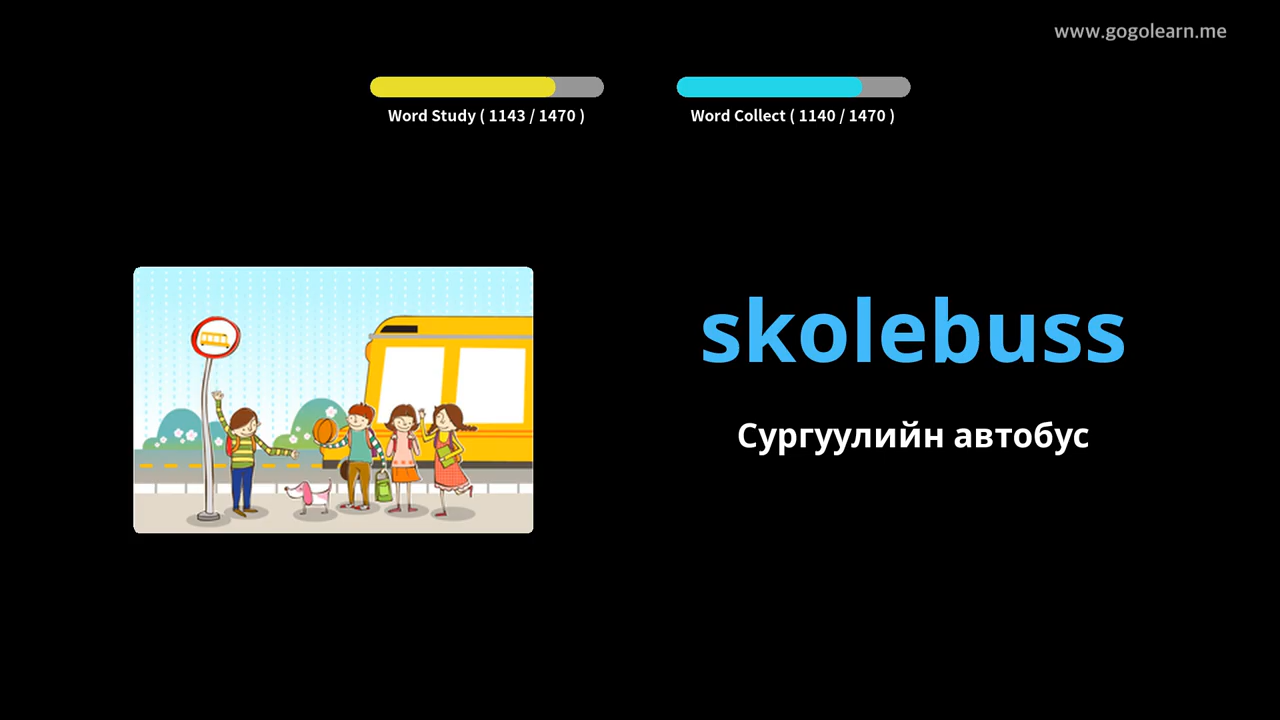 www.gogolearn.me
Word Study ( 1143 / 1470 )
Word Collect ( 1140 / 1470 )
skolebuss
Сургуулийн автобус